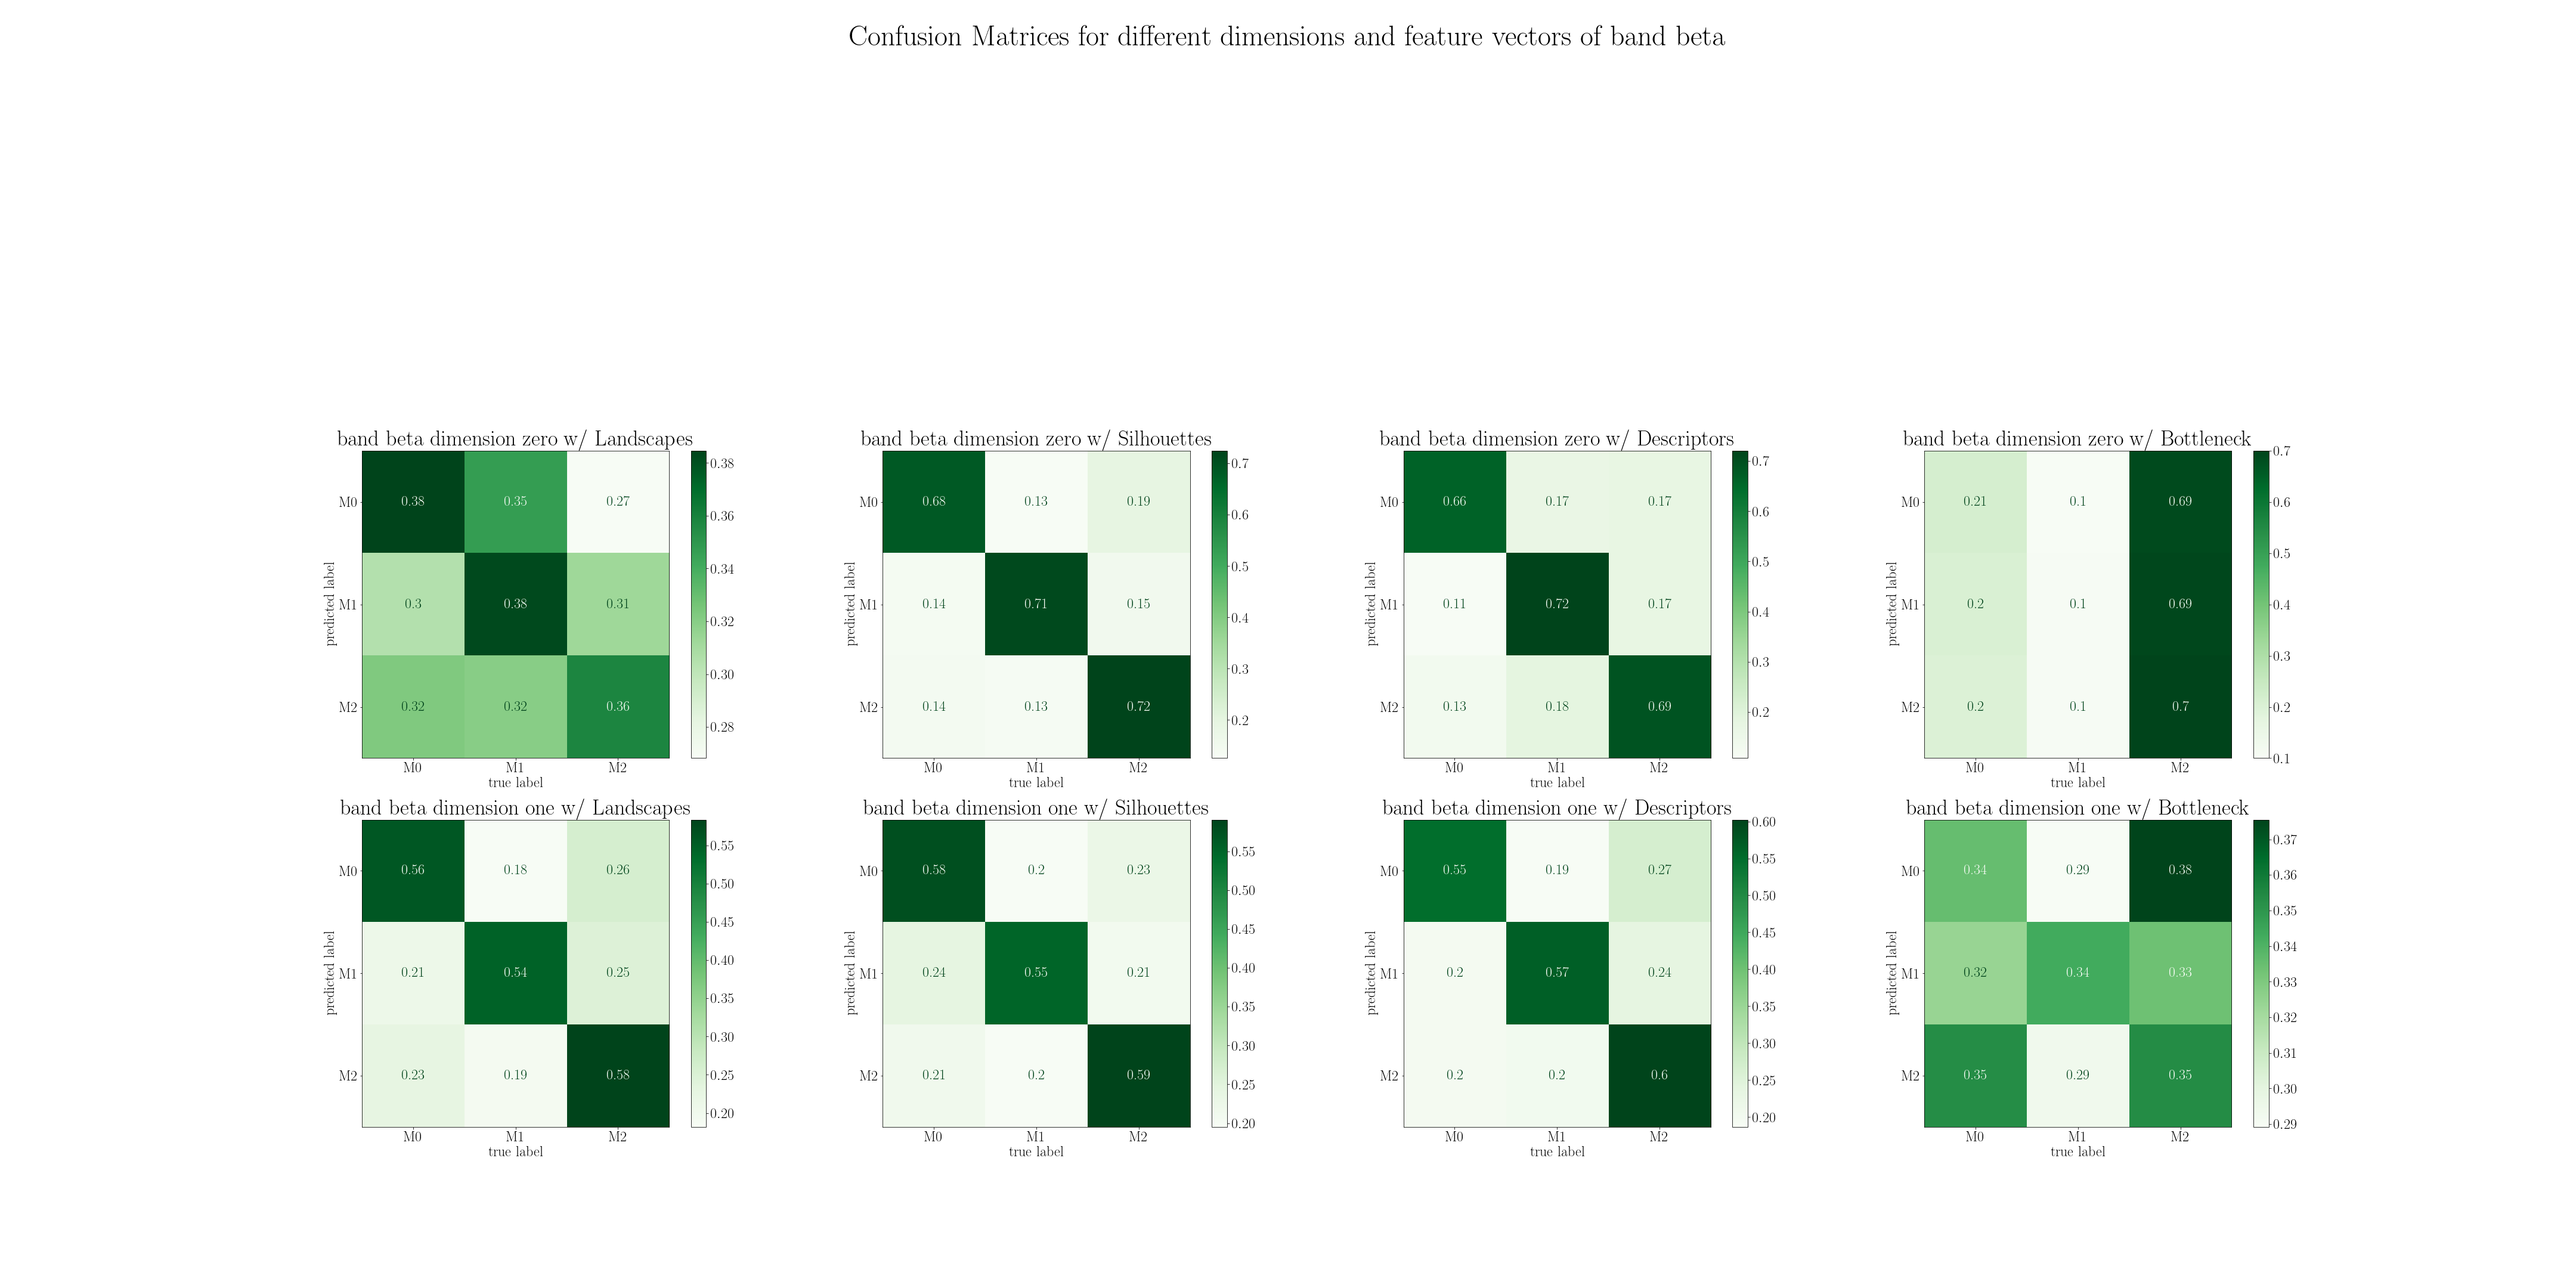 Confusion Matrices for different dimensions and feature vectors of band beta
band beta dimension zero w/ Landscapes
predicted label
M0
M1
M2
0.38 0.35 0.27
0.3 0.38 0.31
0.32 0.32 0.36
M0 M1 M2
true label
0.38
0.36
0.34
0.32
0.30
0.28
band beta dimension zero w/ Silhouettes
predicted label
M0
M1
M2
0.68 0.13 0.19
0.14 0.71 0.15
0.14 0.13 0.72
M0 M1 M2
true label
0.7
0.6
0.5
0.4
0.3
0.2
band beta dimension zero w/ Descriptors
predicted label
M0
M1
M2
0.66 0.17 0.17
0.11 0.72 0.17
0.13 0.18 0.69
M0 M1 M2
true label
0.7
0.6
0.5
0.4
0.3
0.2
band beta dimension zero w/ Bottleneck
predicted label
M0
M1
M2
0.21 0.1 0.69
0.2 0.1 0.69
0.2 0.1 0.7
M0 M1 M2
true label
0.7
0.6
0.5
0.4
0.3
0.2
0.1
band beta dimension one w/ Landscapes
predicted label
M0
M1
M2
0.56 0.18 0.26
0.21 0.54 0.25
0.23 0.19 0.58
M0 M1 M2
true label
0.55
0.50
0.45
0.40
0.35
0.30
0.25
0.20
band beta dimension one w/ Silhouettes
predicted label
M0
M1
M2
0.58 0.2 0.23
0.24 0.55 0.21
0.21 0.2 0.59
M0 M1 M2
true label
0.55
0.50
0.45
0.40
0.35
0.30
0.25
0.20
band beta dimension one w/ Descriptors
predicted label
M0
M1
M2
0.55 0.19 0.27
0.2 0.57 0.24
0.2 0.2 0.6
M0 M1 M2
true label
0.60
0.55
0.50
0.45
0.40
0.35
0.30
0.25
0.20
band beta dimension one w/ Bottleneck
predicted label
M0
M1
M2
0.34 0.29 0.38
0.32 0.34 0.33
0.35 0.29 0.35
M0 M1 M2
true label
0.37
0.36
0.35
0.34
0.33
0.32
0.31
0.30
0.29